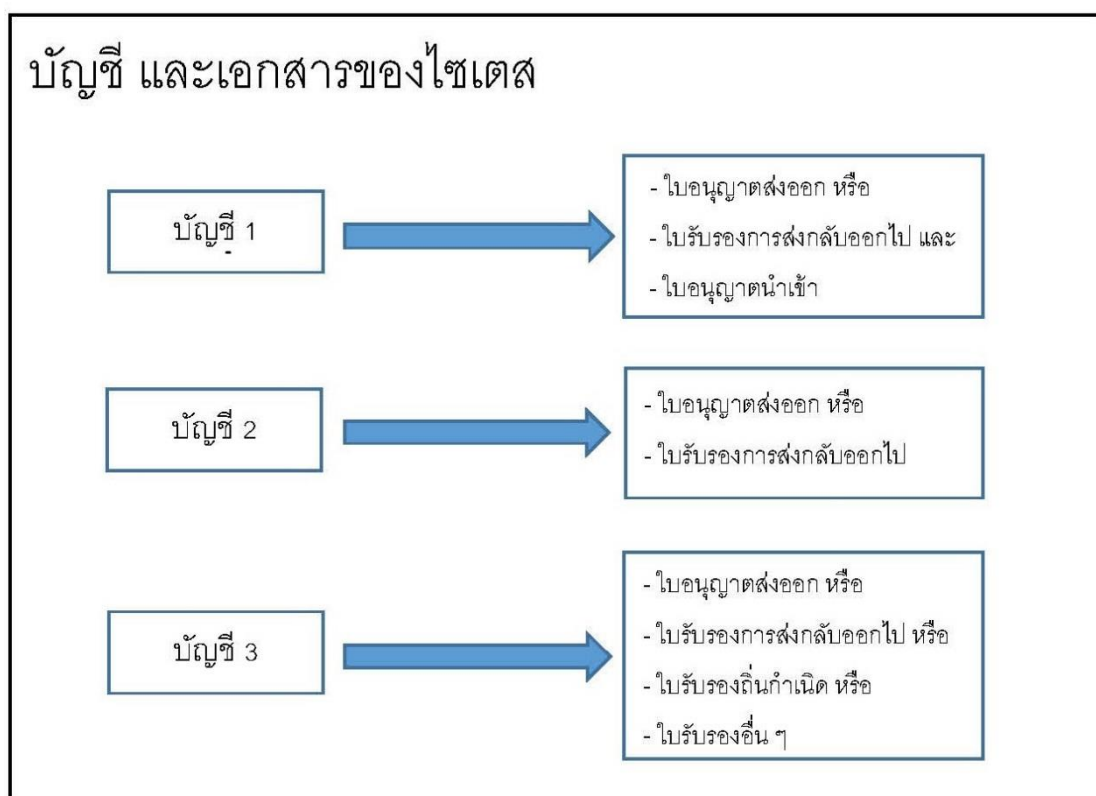 บัญชี และเอกสารของไซเตส
บัญชี 1
- ใบอนุญาตส่งออก หรือ
- ใบรับรองการส่งกลับออกไป และ
- ใบอนุญาตนำเข้า
บัญชี 2
- ใบอนุญาตส่งออก หรือ
- ใบรับรองการส่งกลับออกไป
บัญชี 3
- ใบอนุญาตส่งออก หรือ
- ใบรับรองการส่งกลับออกไป หรือ
- ใบรับรองถิ่นกำเนิด หรือ
- ใบรับรองอื่น ๆ